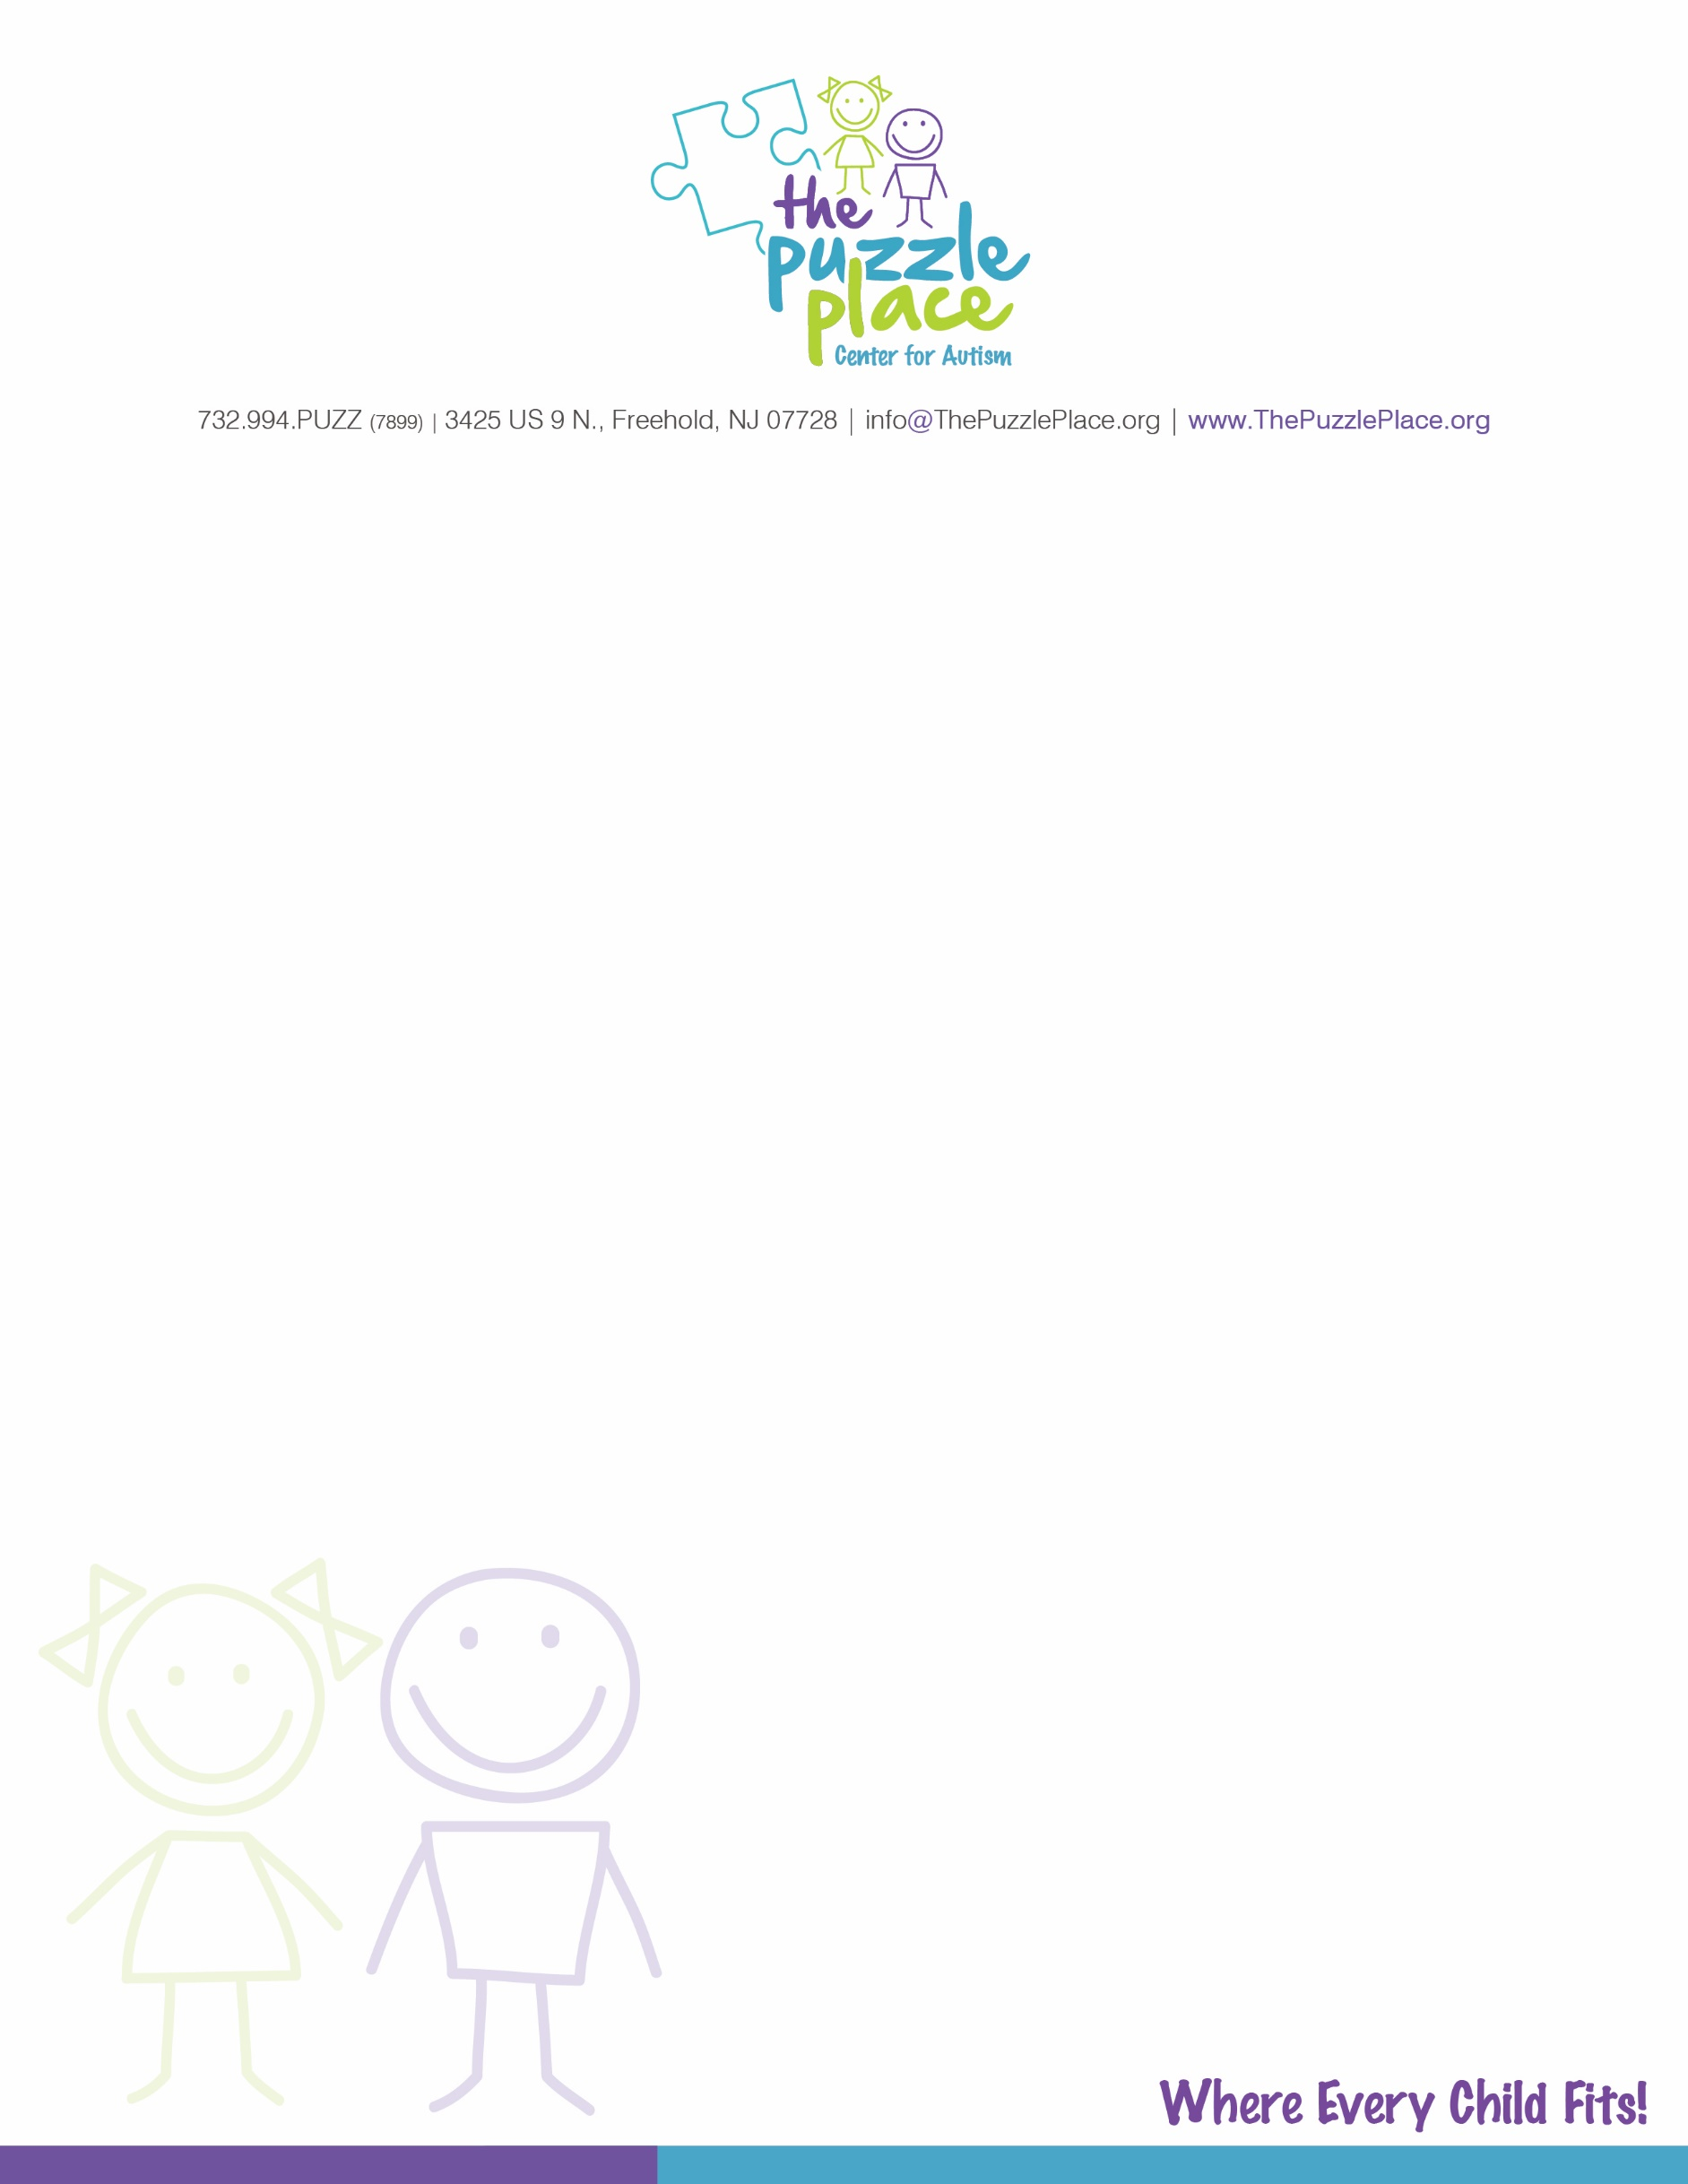 the
puzzle
place
Center for Autism
732.994.PUZZ (7899) | 3425 US 9 N., Freehold, NJ 07728 | info@ThePuzzlePlace.org | www.ThePuzzlePlace.org
Where Every Child Fits!